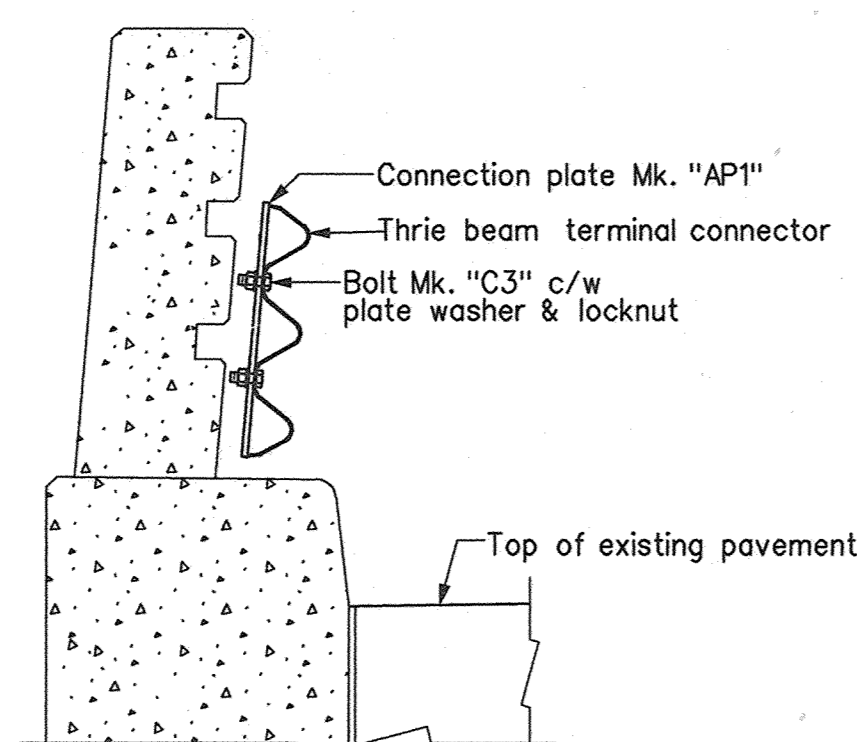 Connection plate Mk. "AP1"
Thrie beam terminal connector
Bolt Mk. "C3" c/w
plate washer & locknut
Top of existing pavement